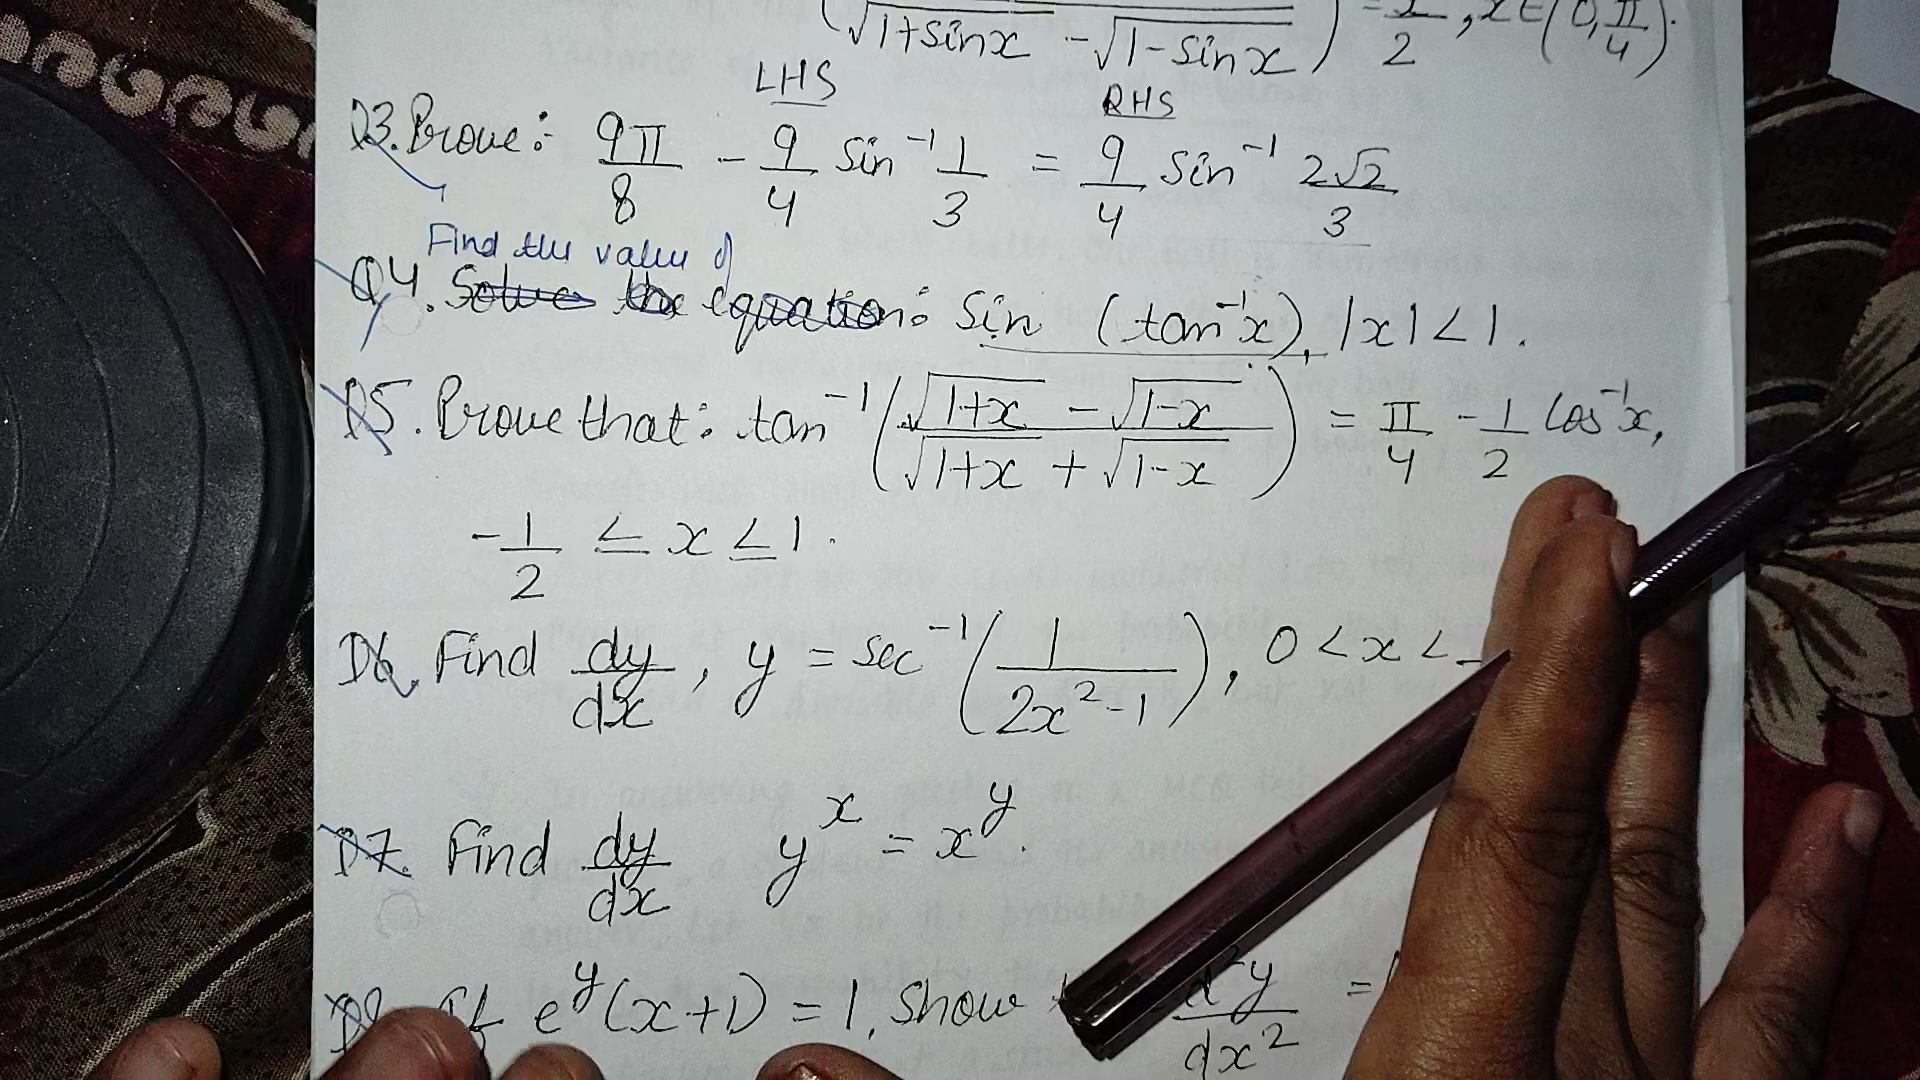 (√1+sinx - √1-sinx) = x/2, x ∈ (0, π/4).
LHS RHS
Q3. Prove: 9π/8 - 9/4 sin⁻¹ 1/3 = 9/4 sin⁻¹ 2√2/3
Find the value of
Q4. Solve the equation: Sin (tan⁻¹x), |x| < 1.
Q5. Prove that: tan⁻¹(√1+x - √1-x / √1+x + √1-x) = π/4 - 1/2 cos⁻¹x,
-1/2 ≤ x ≤ 1.
Q6. Find dy/dx, y = sec⁻¹(1/2x²-1), 0 < x <
Q7. Find dy/dx y^x = x^y.
If e^y(x+1) = 1, Show d²y/dx² =